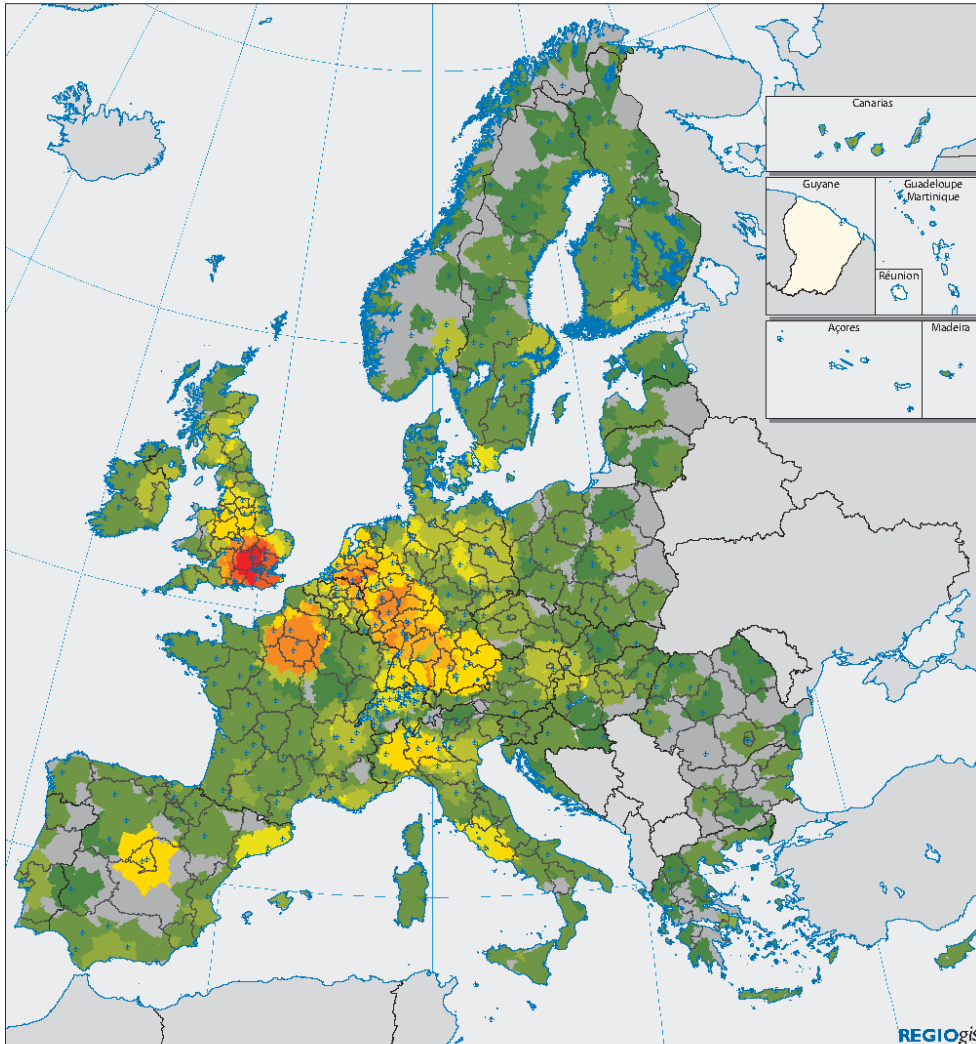 Canarias
Guyane
Guadeloupe
Martinique
Réunion
Açores
Madeira
REGIOgis